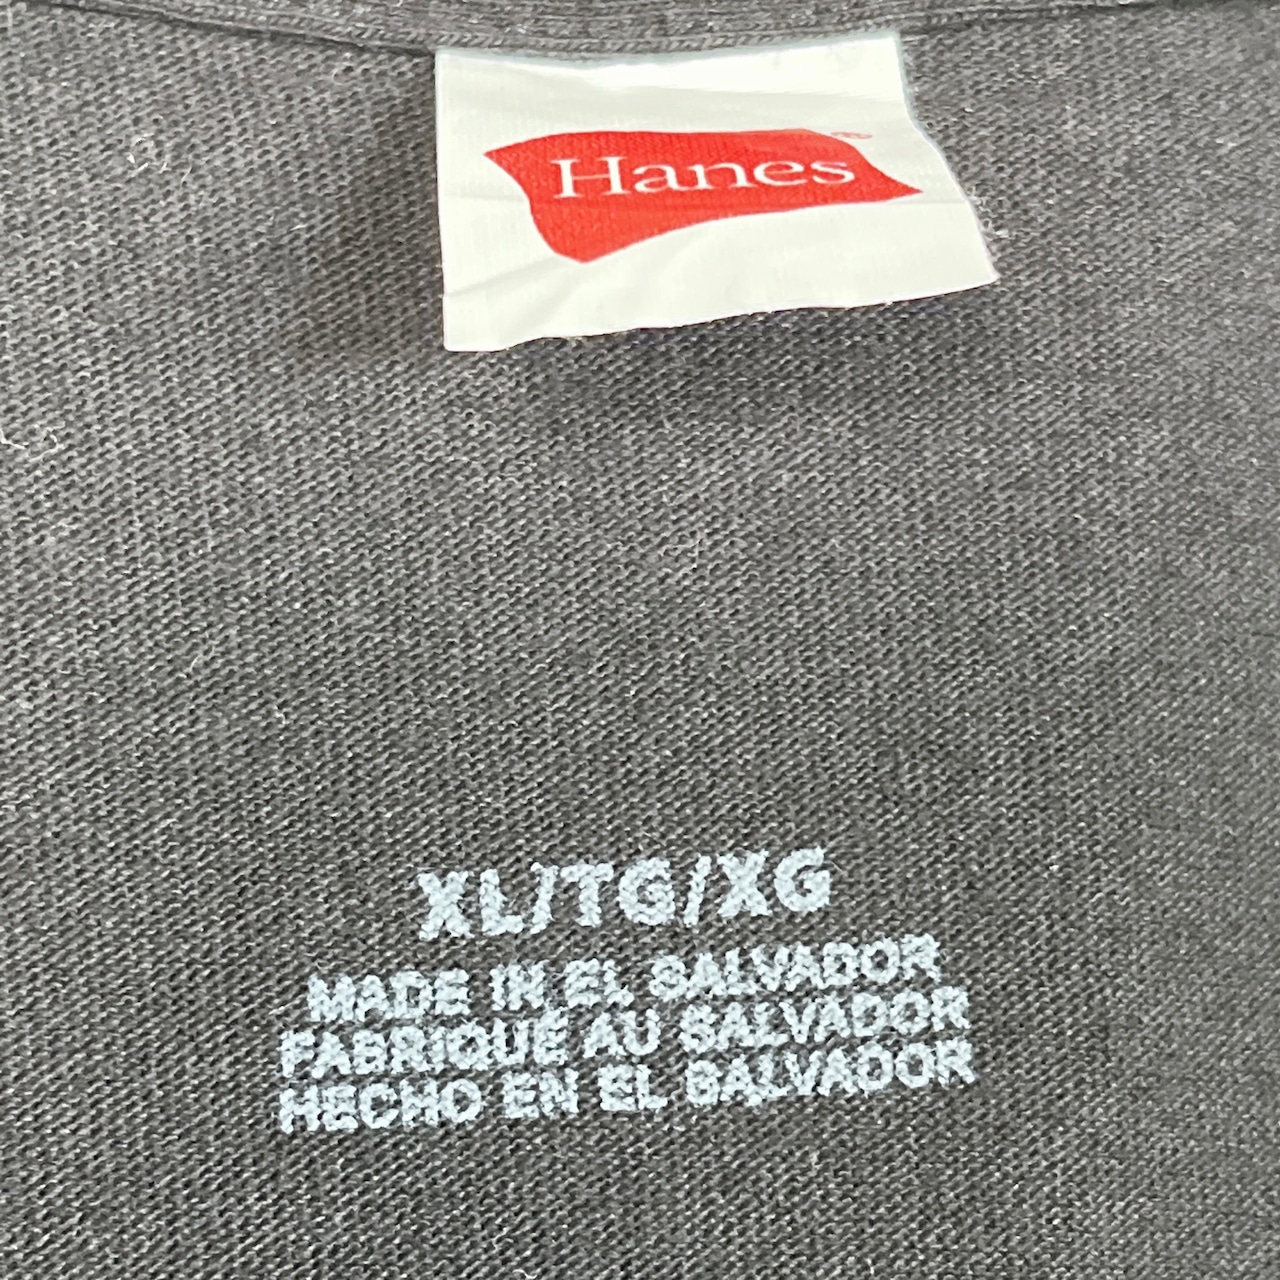 Hanes®
XL/TG/XG
MADE IN EL SALVADOR
FABRIQUÉ AU SALVADOR
HECHO EN EL SALVADOR